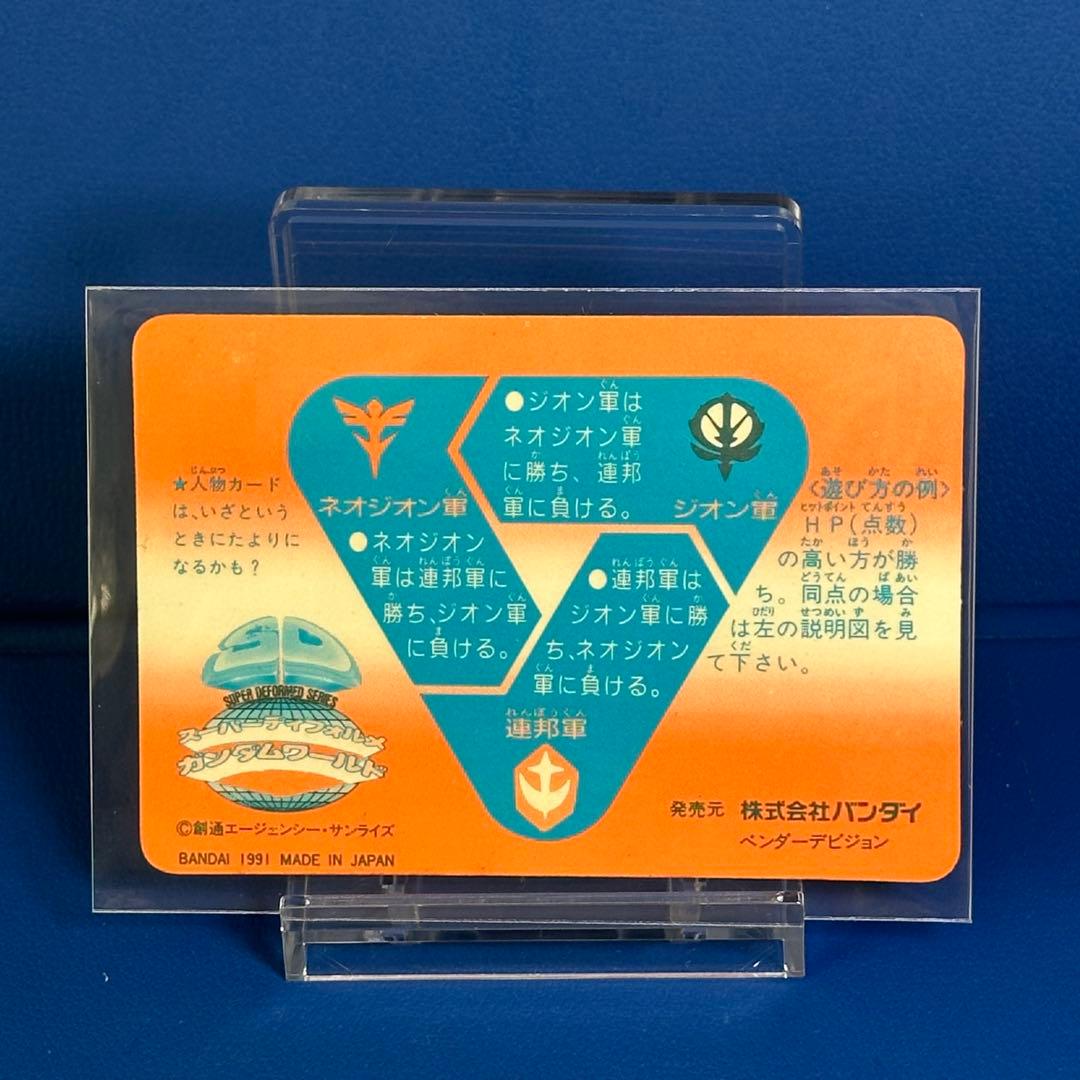 ★人物カード
は、いざという
ときにたよりに
なるかも?
ネオジオン軍
●ジオン軍は
ネオジオン軍
に勝ち、連邦
軍に負ける。
ジオン軍
●ネオジオン
軍は連邦軍に
勝ち、ジオン軍
に負ける。
●連邦軍は
ジオン軍に勝
ち、ネオジオン
軍に負ける。
連邦軍
〈遊び方の例〉
HP(点数)
の高い方が勝
ち。同点の場合
は左の説明図を見
て下さい。
SUPER DEFORMED SERIES
スーパーディフォルメ
ガンダムワールド
©創通エージェンシー・サンライズ
BANDAI 1991 MADE IN JAPAN
発売元 株式会社バンダイ
ベンダーデビジョン